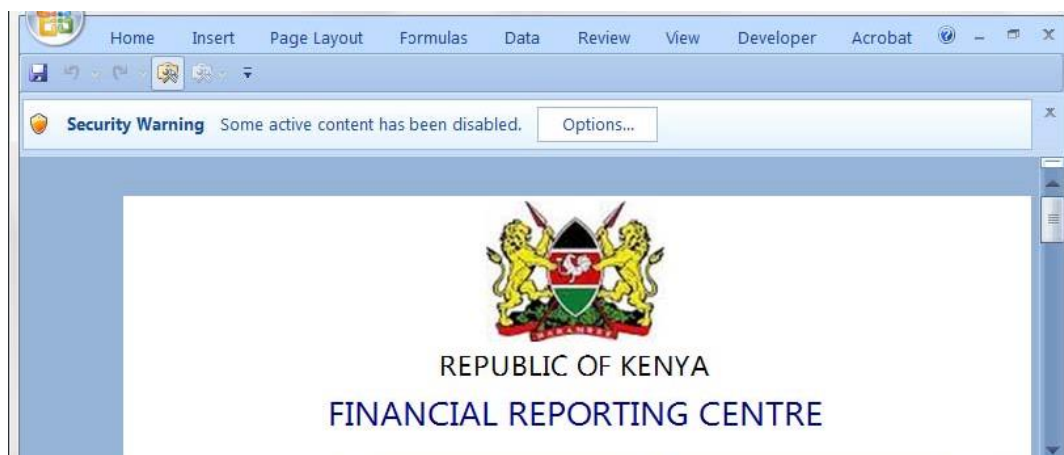 Home Insert Page Layout Formulas Data Review View Developer Acrobat
Security Warning Some active content has been disabled. Options...
HARAMBEE
REPUBLIC OF KENYA
FINANCIAL REPORTING CENTRE